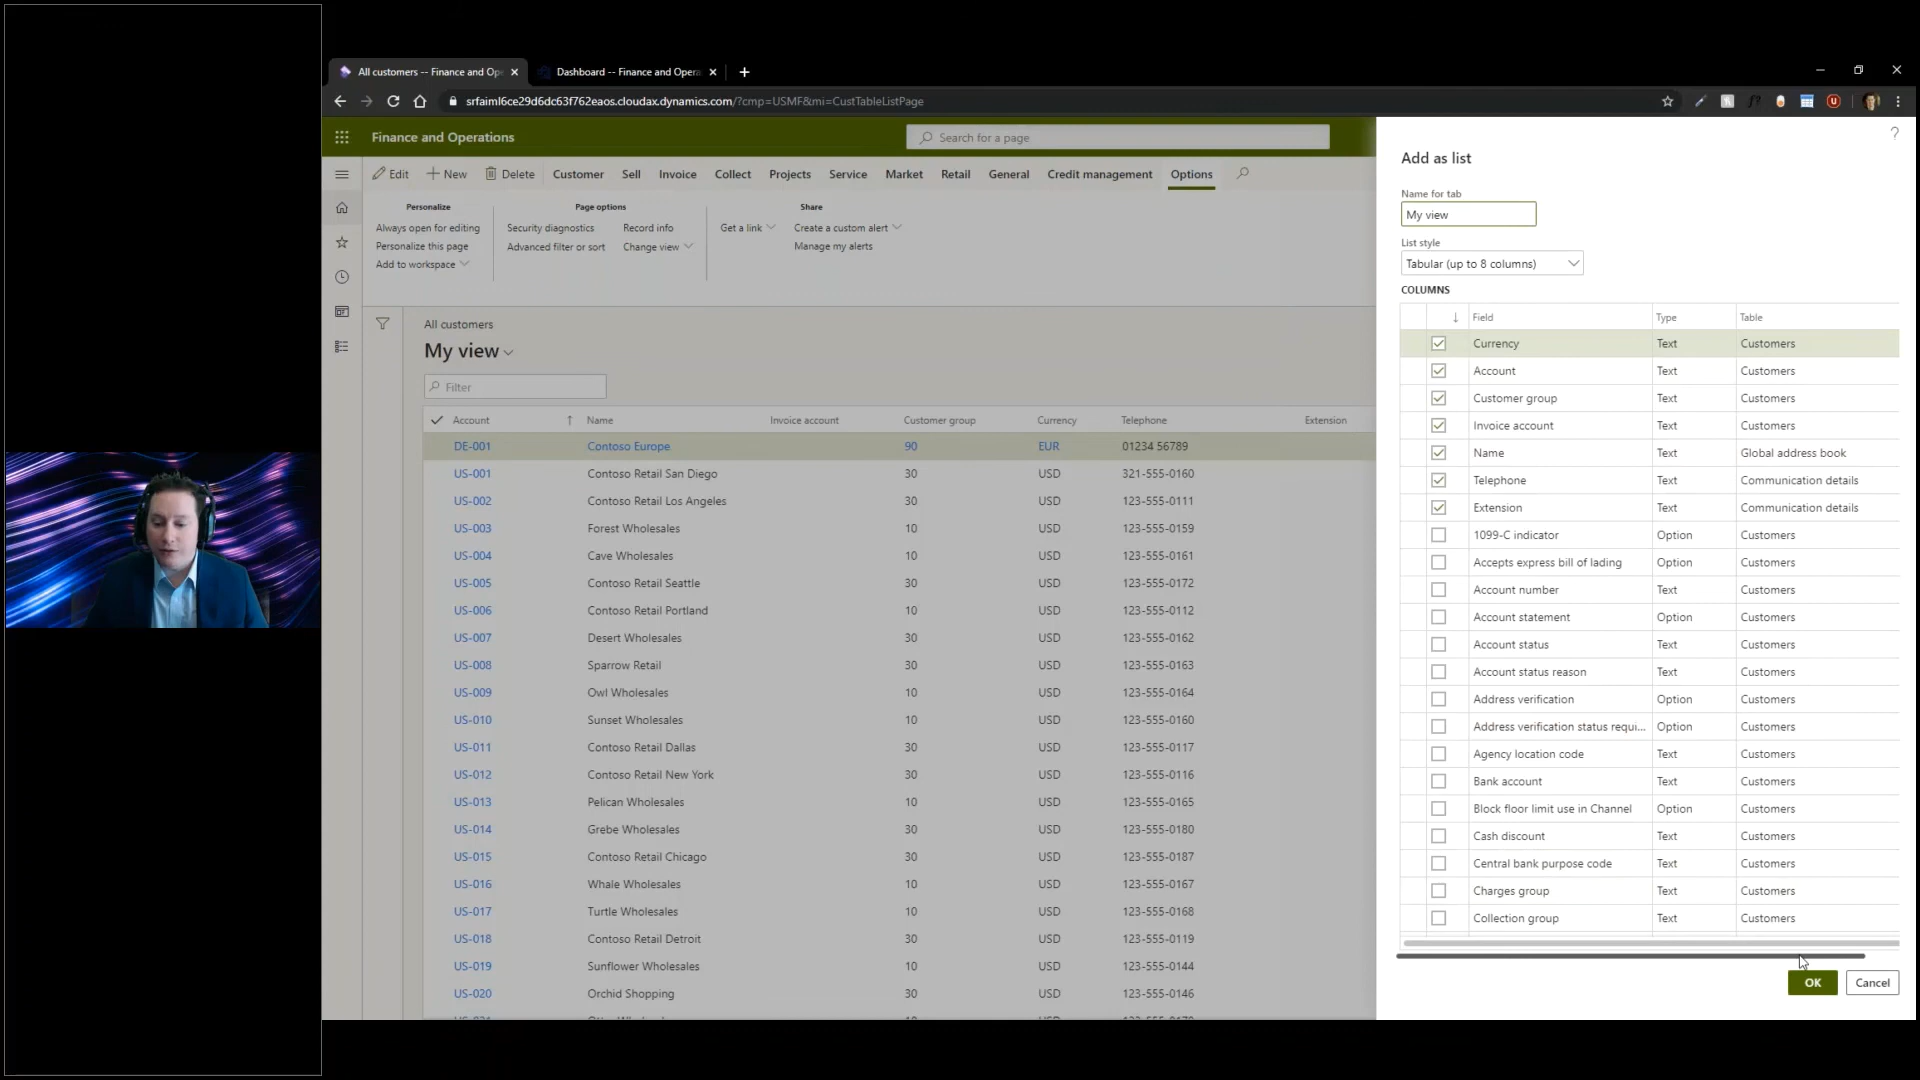 All customers -- Finance and Op
Dashboard -- Finance and Opera
srfaiml6ce29d6dc63f762eaos.cloudax.dynamics.com/?cmp=USMF&mi=CustTableListPage
Finance and Operations
Search for a page
Edit New Delete Customer Sell Invoice Collect Projects Service Market Retail General Credit management Options
Personalize
Always open for editing
Personalize this page
Add to workspace
Page options
Security diagnostics Record info
Advanced filter or sort Change view
Share
Get a link Create a custom alert
Manage my alerts
All customers
My view
Filter
Account Name Invoice account Customer group Currency Telephone Extension
DE-001 Contoso Europe 90 EUR 01234 56789
US-001 Contoso Retail San Diego 30 USD 321-555-0160
US-002 Contoso Retail Los Angeles 30 USD 123-555-0111
US-003 Forest Wholesales 10 USD 123-555-0159
US-004 Cave Wholesales 10 USD 123-555-0161
US-005 Contoso Retail Seattle 30 USD 123-555-0172
US-006 Contoso Retail Portland 10 USD 123-555-0112
US-007 Desert Wholesales 30 USD 123-555-0162
US-008 Sparrow Retail 30 USD 123-555-0163
US-009 Owl Wholesales 10 USD 123-555-0164
US-010 Sunset Wholesales 10 USD 123-555-0160
US-011 Contoso Retail Dallas 30 USD 123-555-0117
US-012 Contoso Retail New York 30 USD 123-555-0116
US-013 Pelican Wholesales 10 USD 123-555-0165
US-014 Grebe Wholesales 30 USD 123-555-0180
US-015 Contoso Retail Chicago 30 USD 123-555-0187
US-016 Whale Wholesales 10 USD 123-555-0167
US-017 Turtle Wholesales 10 USD 123-555-0168
US-018 Contoso Retail Detroit 30 USD 123-555-0119
US-019 Sunflower Wholesales 10 USD 123-555-0144
US-020 Orchid Shopping 30 USD 123-555-0146
?
Add as list
Name for tab
My view
List style
Tabular (up to 8 columns)
COLUMNS
Field Type Table
Currency Text Customers
Account Text Customers
Customer group Text Customers
Invoice account Text Customers
Name Text Global address book
Telephone Text Communication details
Extension Text Communication details
1099-C indicator Option Customers
Accepts express bill of lading Option Customers
Account number Text Customers
Account statement Option Customers
Account status Text Customers
Account status reason Text Customers
Address verification Option Customers
Address verification status requi... Option Customers
Agency location code Text Customers
Bank account Text Customers
Block floor limit use in Channel Option Customers
Cash discount Text Customers
Central bank purpose code Text Customers
Charges group Text Customers
Collection group Text Customers
OK Cancel